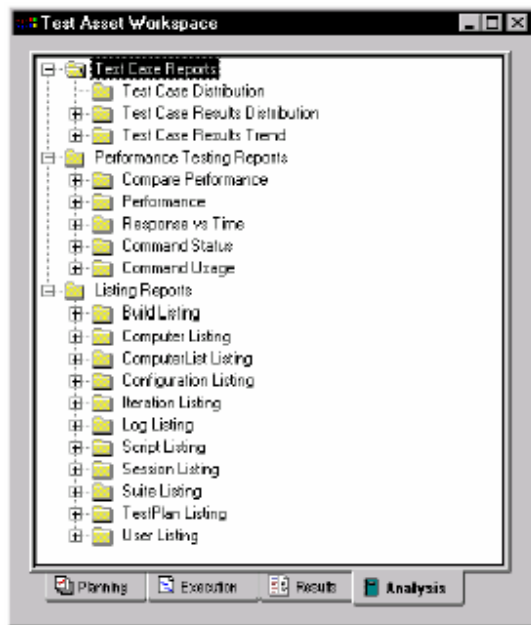 Test Asset Workspace
Test Case Reports
Test Case Distribution
Test Case Results Distribution
Test Case Results Trend
Performance Testing Reports
Compare Performance
Performance
Response vs Time
Command Status
Command Usage
Listing Reports
Build Listing
Computer Listing
ComputerList Listing
Configuration Listing
Iteration Listing
Log Listing
Script Listing
Session Listing
Suite Listing
TestPlan Listing
User Listing
Planning Execution Results Analysis